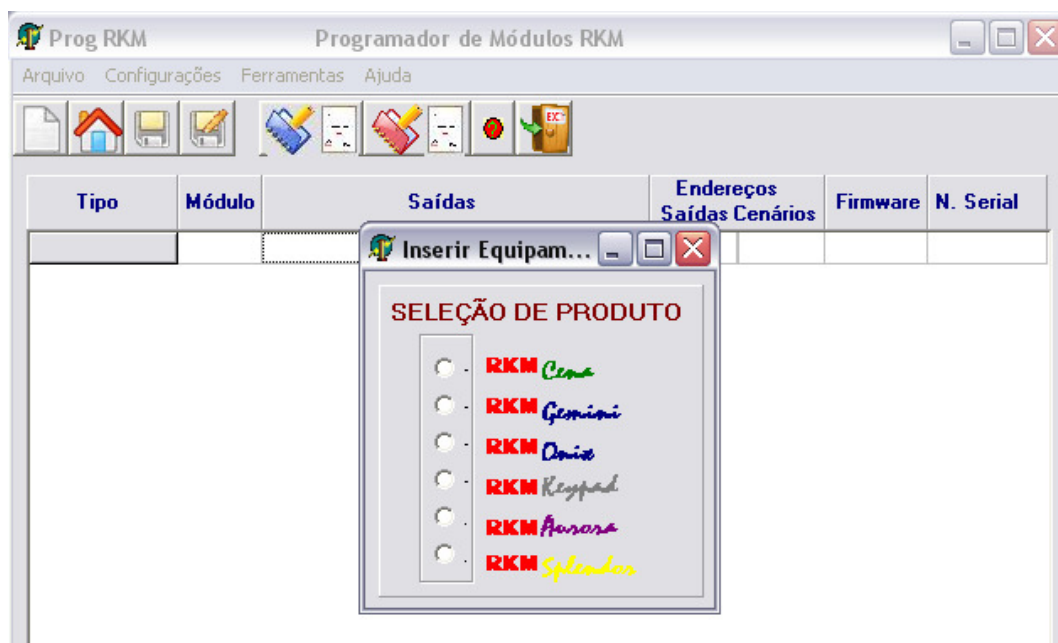 Prog RKM Programador de Módulos RKM
Arquivo Configurações Ferramentas Ajuda
EXIT
Tipo Módulo Saídas Endereços Saídas Cenários Firmware N. Serial
Inserir Equipam...
SELEÇÃO DE PRODUTO
RKM Cena
RKM Gemini
RKM Onix
RKM Keypad
RKM Aurora
RKM Splendor